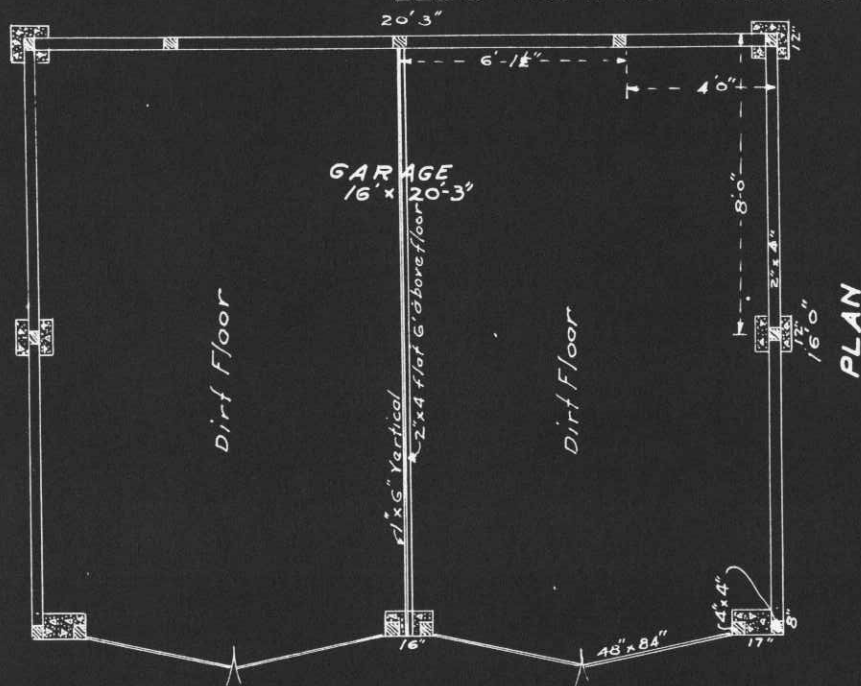 20'3"
12"
6'-1½"
4'0"
GARAGE
16' x 20'-3"
8'-0"
2" x 4"
2"x4 flat 6' above floor
1" x 6" Vertical
Dirt Floor
Dirt Floor
12"
16'0"
PLAN
4"x4"
8"
16"
48"x84"
17"